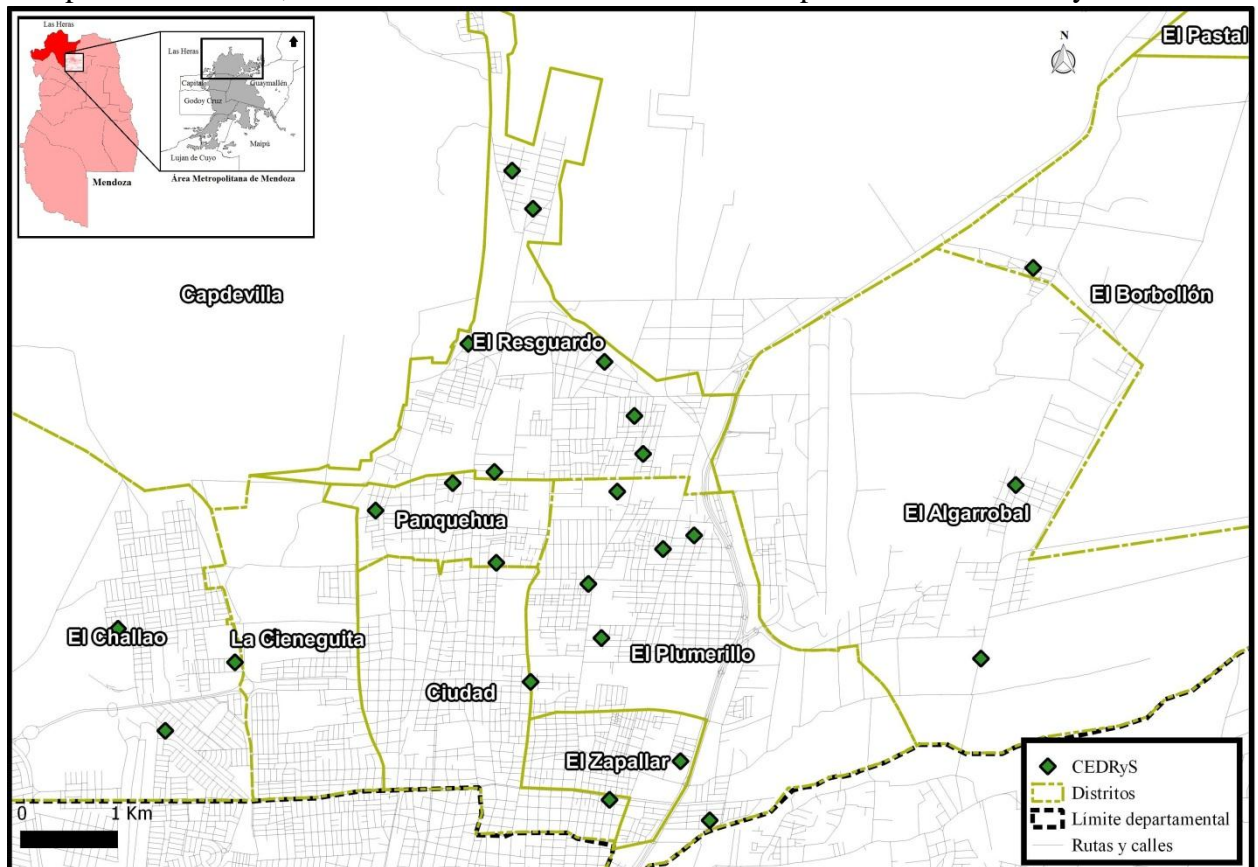 Las Heras
Las Heras
Capital
Guaymallén
Godoy Cruz
Maipú
Lujan de Cuyo
Mendoza
Área Metropolitana de Mendoza
N
El Pastal
Capdevilla
El Borbollón
El Resguardo
El Algarrobal
Panquehua
El Challao
La Cieneguita
El Plumerillo
Ciudad
El Zapallar
0 1 Km
CEDRyS
Distritos
Límite departamental
Rutas y calles